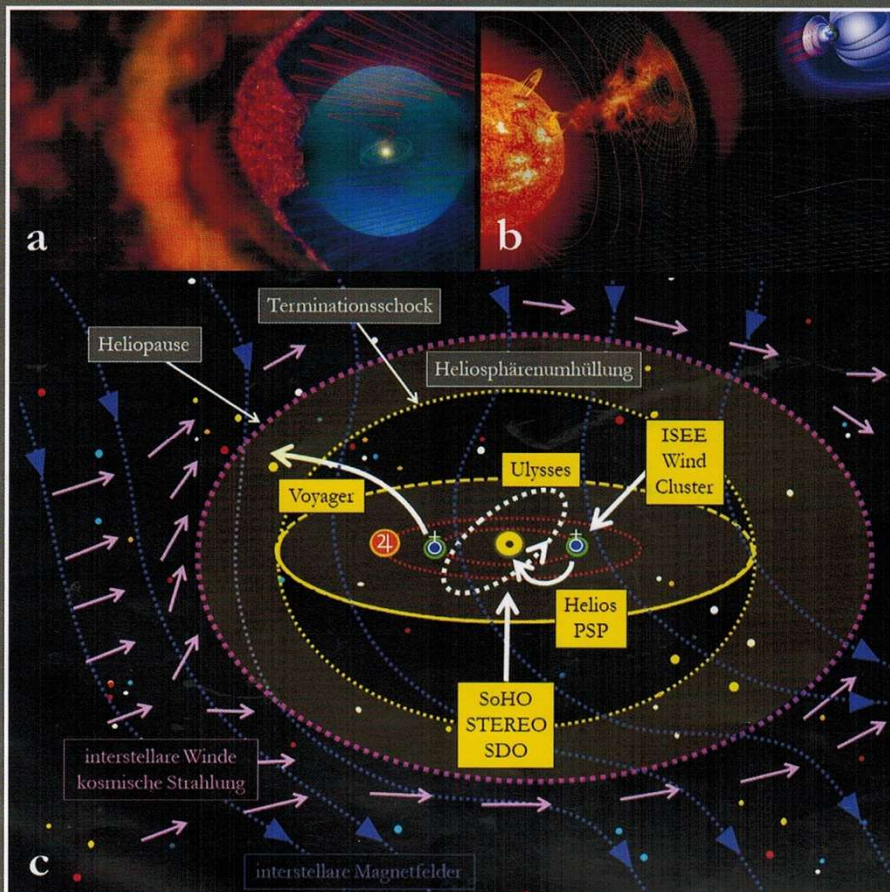 a
b
Terminationsschock
Heliopause
Heliosphärenumhüllung
ISEE
Wind
Cluster
Ulysses
Voyager
♃
Helios
PSP
SoHO
STEREO
SDO
interstellare Winde
kosmische Strahlung
c
interstellare Magnetfelder